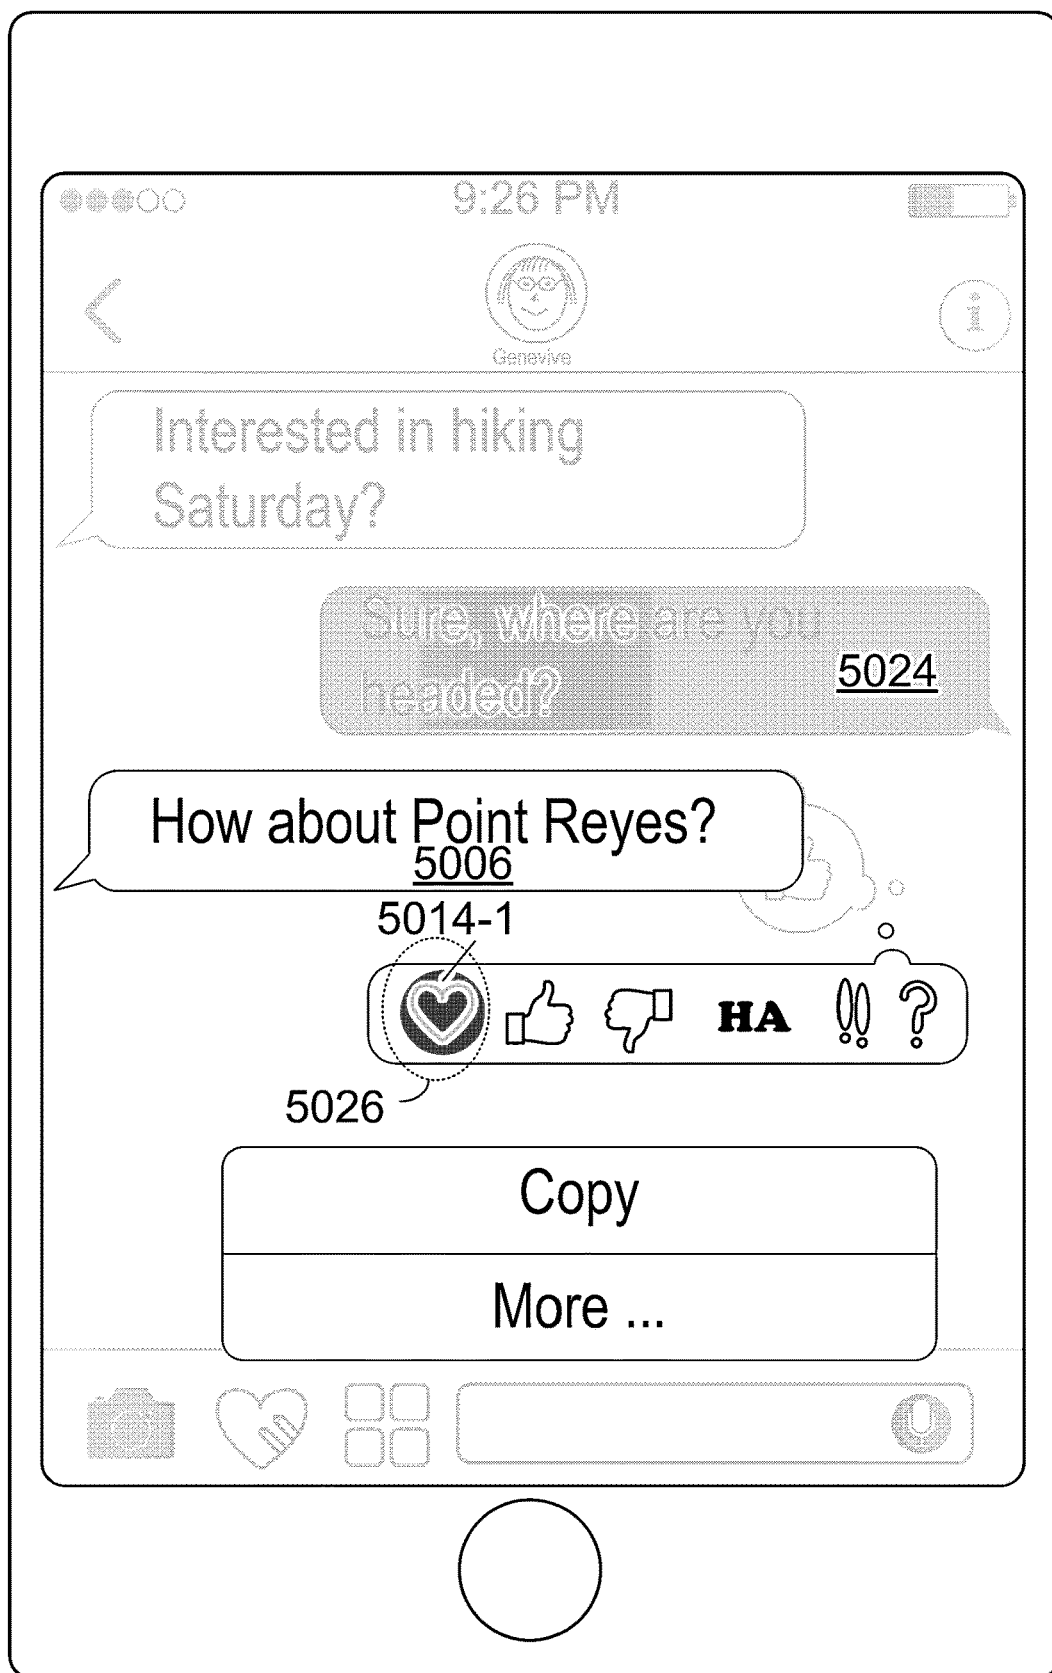 9:26 PM
Genevive
Interested in hiking
Saturday?
Sure, where are you
headed?
5024
How about Point Reyes?
5006
5014-1
HA !! ?
5026
Copy
More ...